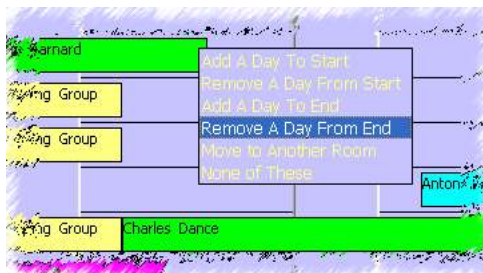 Barnard
Add A Day To Start
Remove A Day From Start
Group
Add A Day To End
Remove A Day From End
Group
Move to Another Room
None of These
Anton
Group
Charles Dance